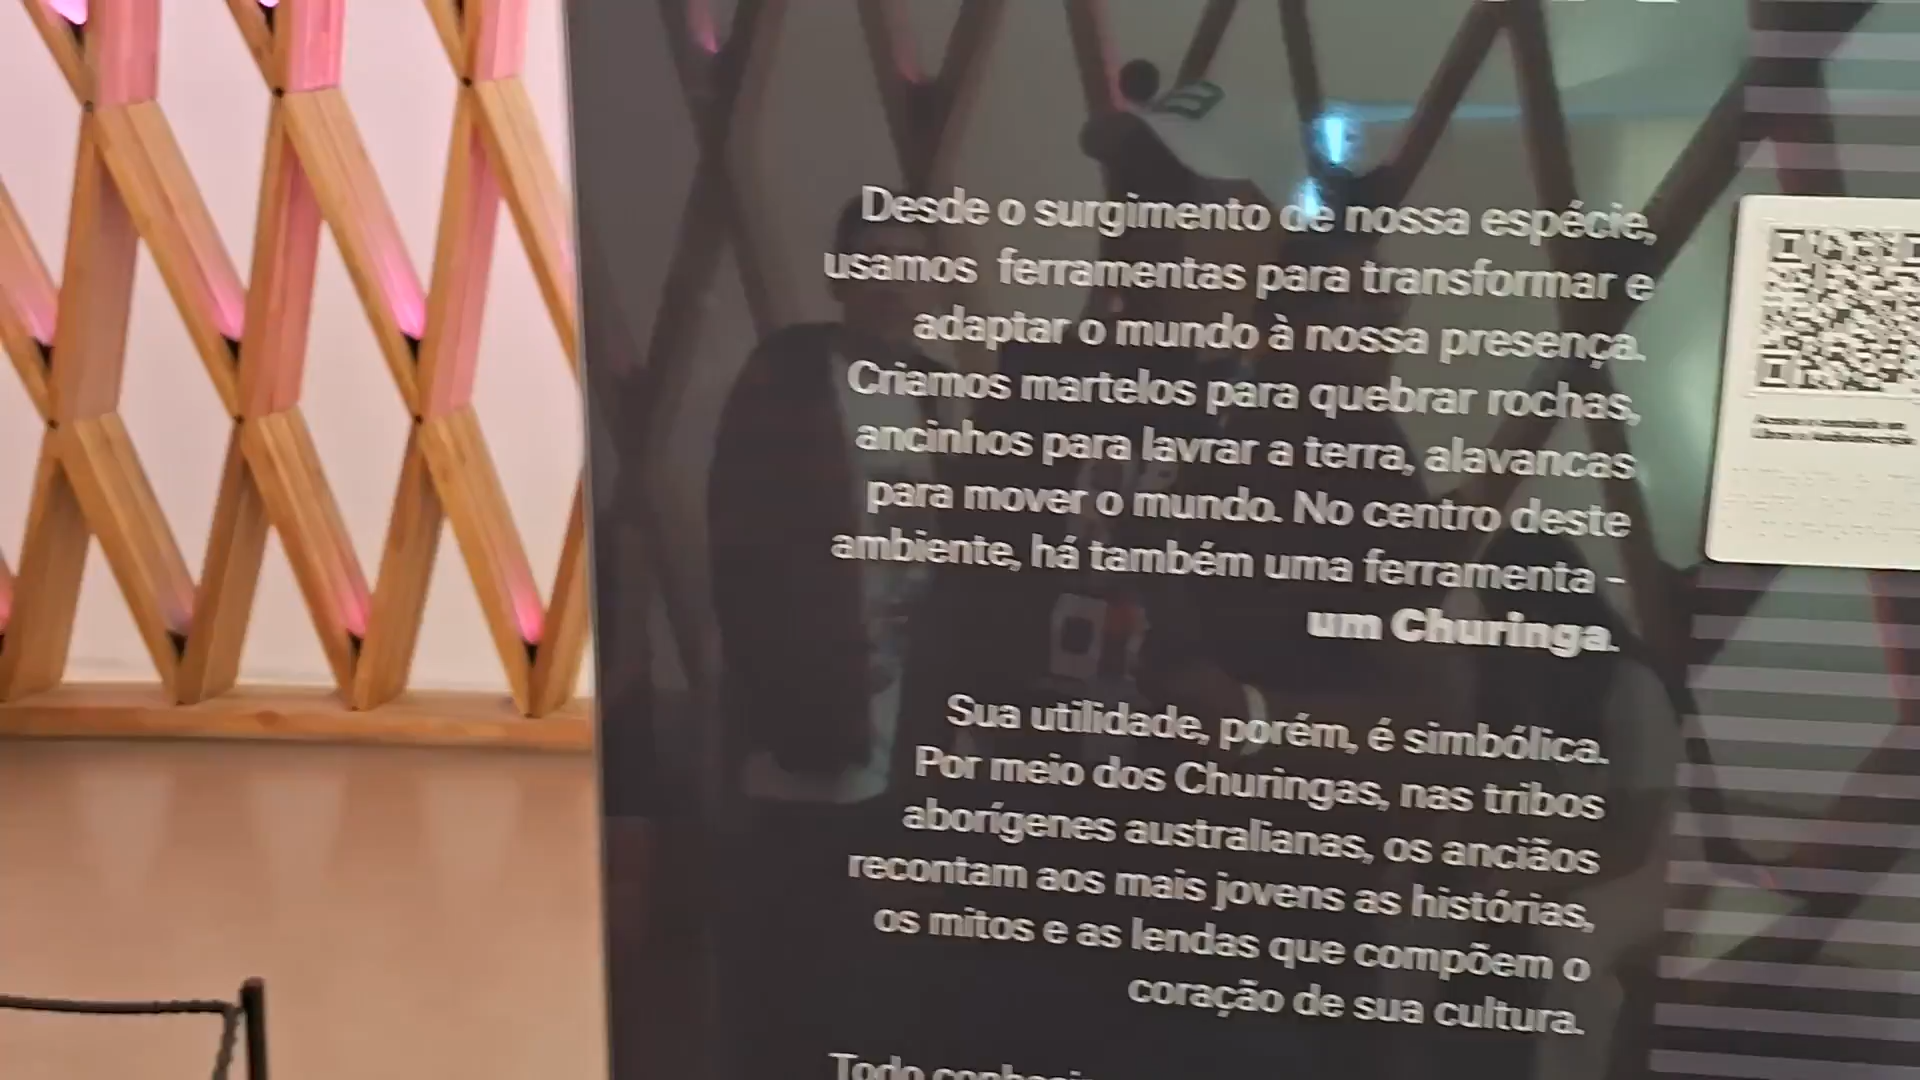 Desde o surgimento de nossa espécie,
usamos ferramentas para transformar e
adaptar o mundo à nossa presença.
Criamos martelos para quebrar rochas,
ancinhos para lavrar a terra, alavancas
para mover o mundo. No centro deste
ambiente, há também uma ferramenta -
um Churinga.
Sua utilidade, porém, é simbólica.
Por meio dos Churingas, nas tribos
aborígenes australianas, os anciãos
recontam aos mais jovens as histórias,
os mitos e as lendas que compõem o
coração de sua cultura.
Todo